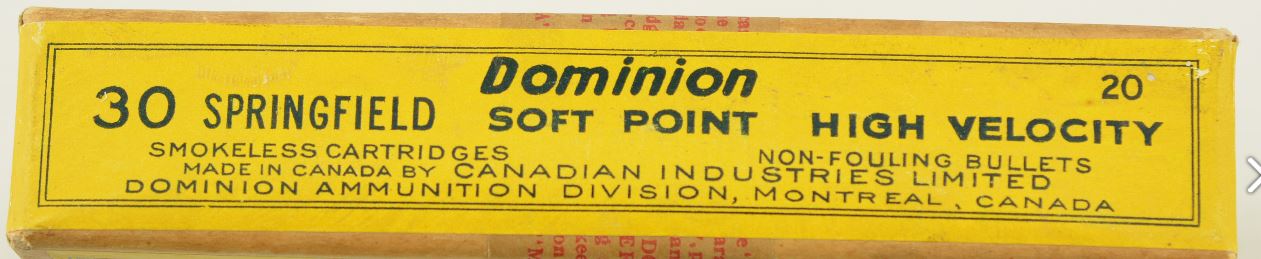 Dominion 20
30 SPRINGFIELD SOFT POINT HIGH VELOCITY
SMOKELESS CARTRIDGES NON-FOULING BULLETS
MADE IN CANADA BY CANADIAN INDUSTRIES LIMITED
DOMINION AMMUNITION DIVISION, MONTREAL, CANADA